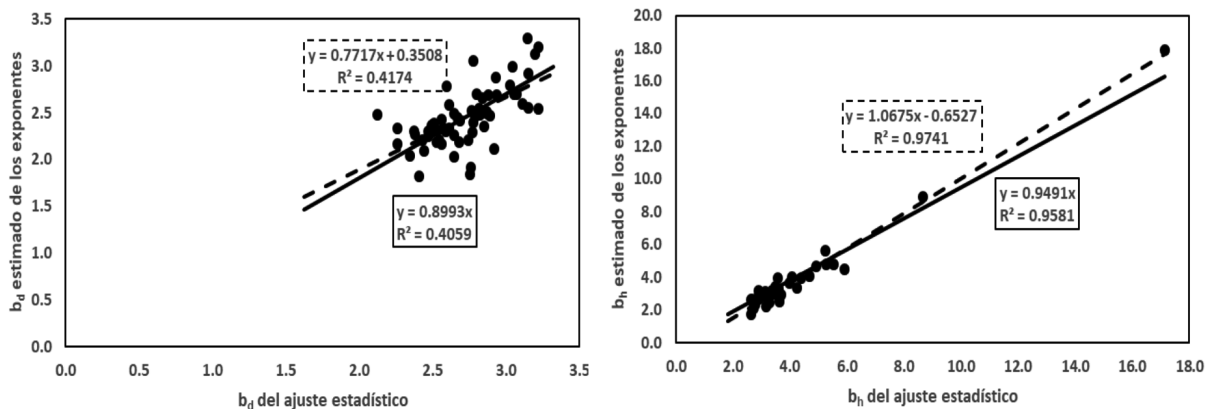 3.5
3.0
2.5
2.0
1.5
1.0
0.5
0.0
b_d estimado de los exponentes
y = 0.7717x + 0.3508
R² = 0.4174
y = 0.8993x
R² = 0.4059
0.0 0.5 1.0 1.5 2.0 2.5 3.0 3.5
b_d del ajuste estadístico
20.0
18.0
16.0
14.0
12.0
10.0
8.0
6.0
4.0
2.0
0.0
b_h estimado de los exponentes
y = 1.0675x - 0.6527
R² = 0.9741
y = 0.9491x
R² = 0.9581
0.0 2.0 4.0 6.0 8.0 10.0 12.0 14.0 16.0 18.0
b_h del ajuste estadístico